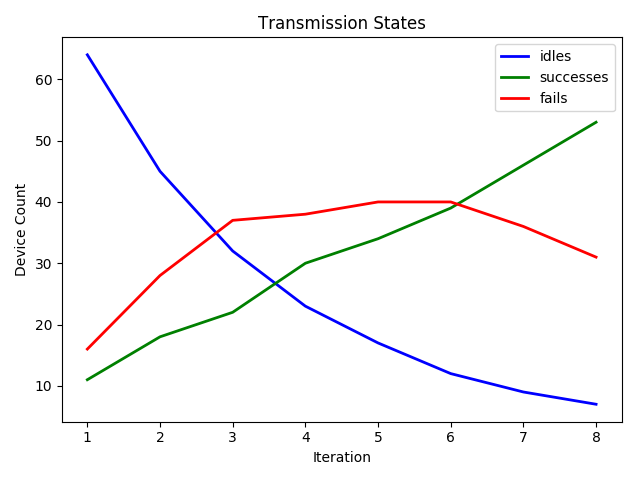 Transmission States
idles
successes
fails
Device Count
60
50
40
30
20
10
1 2 3 4 5 6 7 8
Iteration